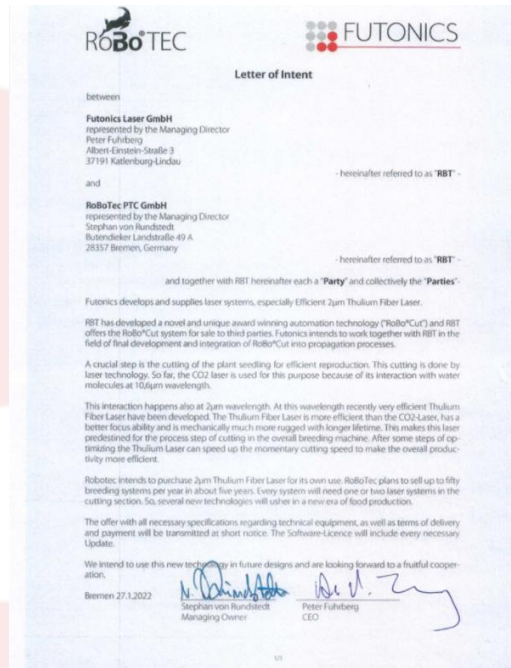 RoBo®TEC
FUTONICS
Letter of Intent
between
Futonics Laser GmbH
represented by the Managing Director
Peter Fuhrberg
Albert-Einstein-Straße 3
37191 Katlenburg-Lindau
- hereinafter referred to as "RBT" -
and
RoBoTec PTC GmbH
represented by the Managing Director
Stephan von Rundstedt
Butendieker Landstraße 49 A
28357 Bremen, Germany
- hereinafter referred to as "RBT" -
and together with RBT hereinafter each a "Party" and collectively the "Parties"-
Futonics develops and supplies laser systems, especially Efficient 2µm Thulium Fiber Laser.
RBT has developed a novel and unique award winning automation technology ("RoBo®Cut") and RBT
offers the RoBo®Cut system for sale to third parties. Futonics intends to work together with RBT in the
field of final development and integration of RoBo®Cut into propagation processes.
A crucial step is the cutting of the plant seedling for efficient reproduction. This cutting is done by
laser technology. So far, the CO2 laser is used for this purpose because of its interaction with water
molecules at 10,6µm wavelength.
This interaction happens also at 2µm wavelength. At this wavelength recently very efficient Thulium
Fiber Laser have been developed. The Thulium Fiber Laser is more efficient than the CO2-Laser, has a
better focus ability and is mechanically much more rugged with longer lifetime. This makes this laser
predestined for the process step of cutting in the overall breeding machine. After some steps of op-
timizing the Thulium Laser can speed up the momentary cutting speed to make the overall produc-
tivity more efficient.
Robotec intends to purchase 2µm Thulium Fiber Laser for its own use. RoBoTec plans to sell up to fifty
breeding systems per year in about five years. Every system will need one or two laser systems in the
cutting section. So, several new technologies will usher in a new era of food production.
The offer with all necessary specifications regarding technical equipment, as well as terms of delivery
and payment will be transmitted at short notice. The Software-Licence will include every necessary
Update.
We intend to use this new technology in future designs and are looking forward to a fruitful cooper-
ation.
Bremen 27.1.2022
Stephan von Rundstedt
Managing Owner
Peter Fuhrberg
CEO
1/1